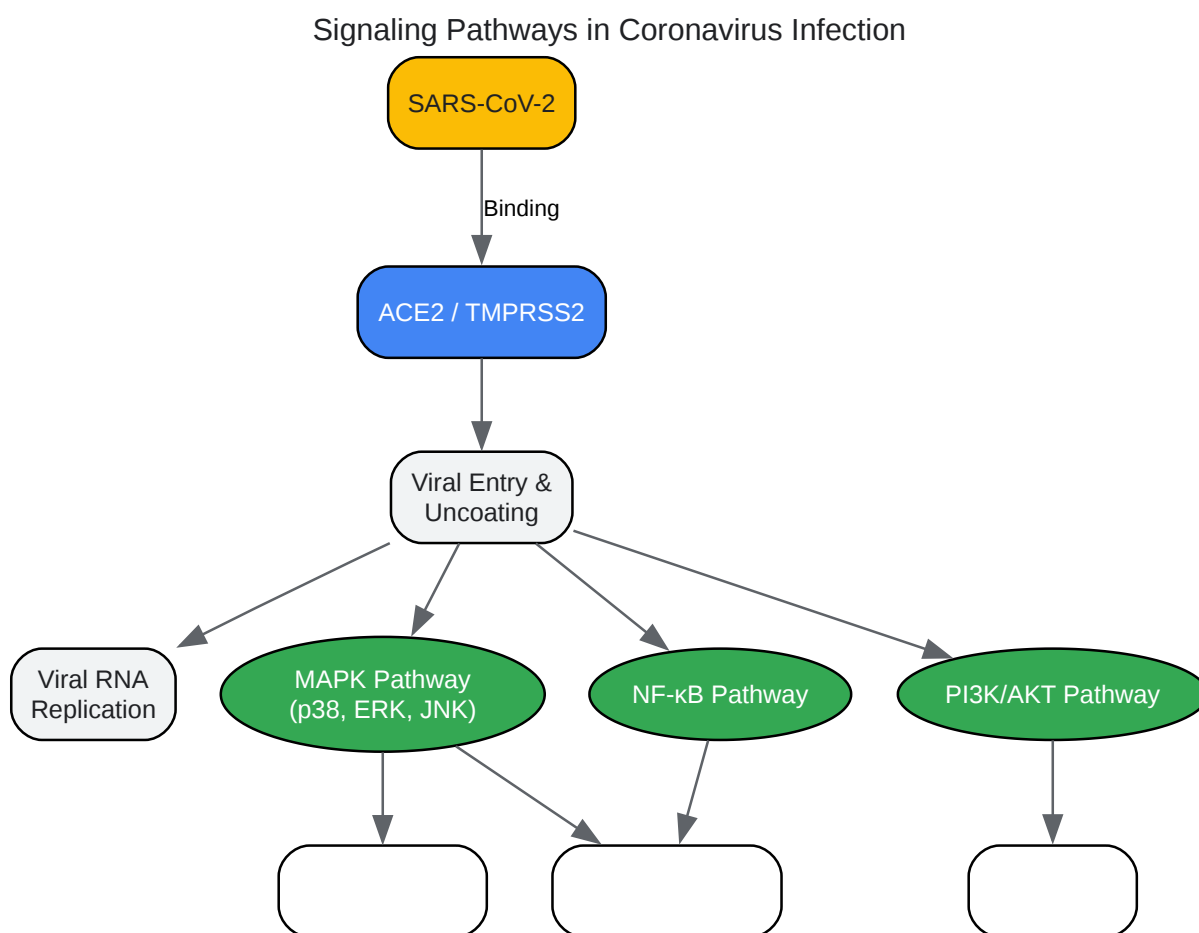 Signaling Pathways in Coronavirus Infection
SARS-CoV-2
Binding
ACE2 / TMPRSS2
Viral Entry &
Uncoating
Viral RNA
Replication
MAPK Pathway
(p38, ERK, JNK)
NF-κB Pathway
PI3K/AKT Pathway